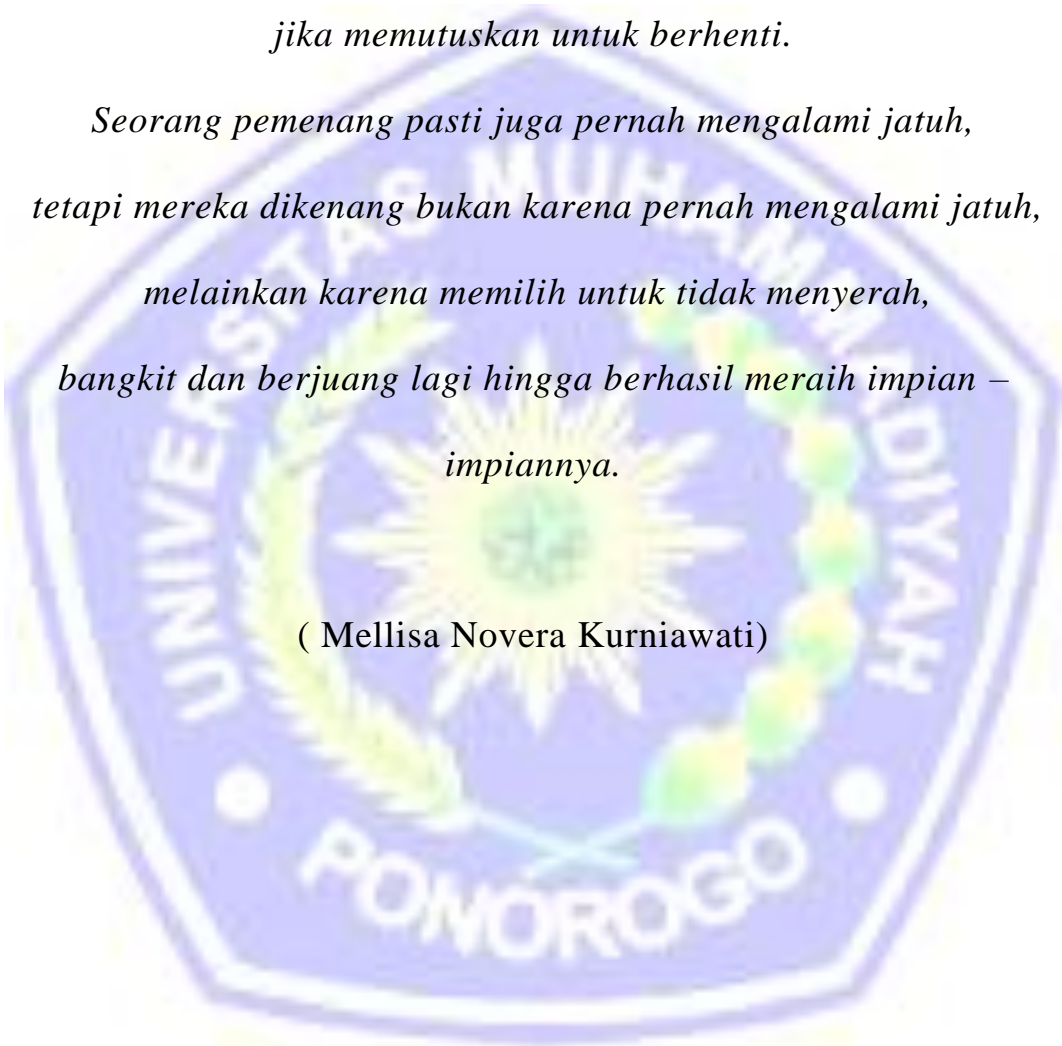 jika memutuskan untuk berhenti.
Seorang pemenang pasti juga pernah mengalami jatuh,
tetapi mereka dikenang bukan karena pernah mengalami jatuh,
melainkan karena memilih untuk tidak menyerah,
bangkit dan berjuang lagi hingga berhasil meraih impian –
impiannya.
( Mellisa Novera Kurniawati)
UNIVERSITAS MUHAMMADIYAH
PONOROGO